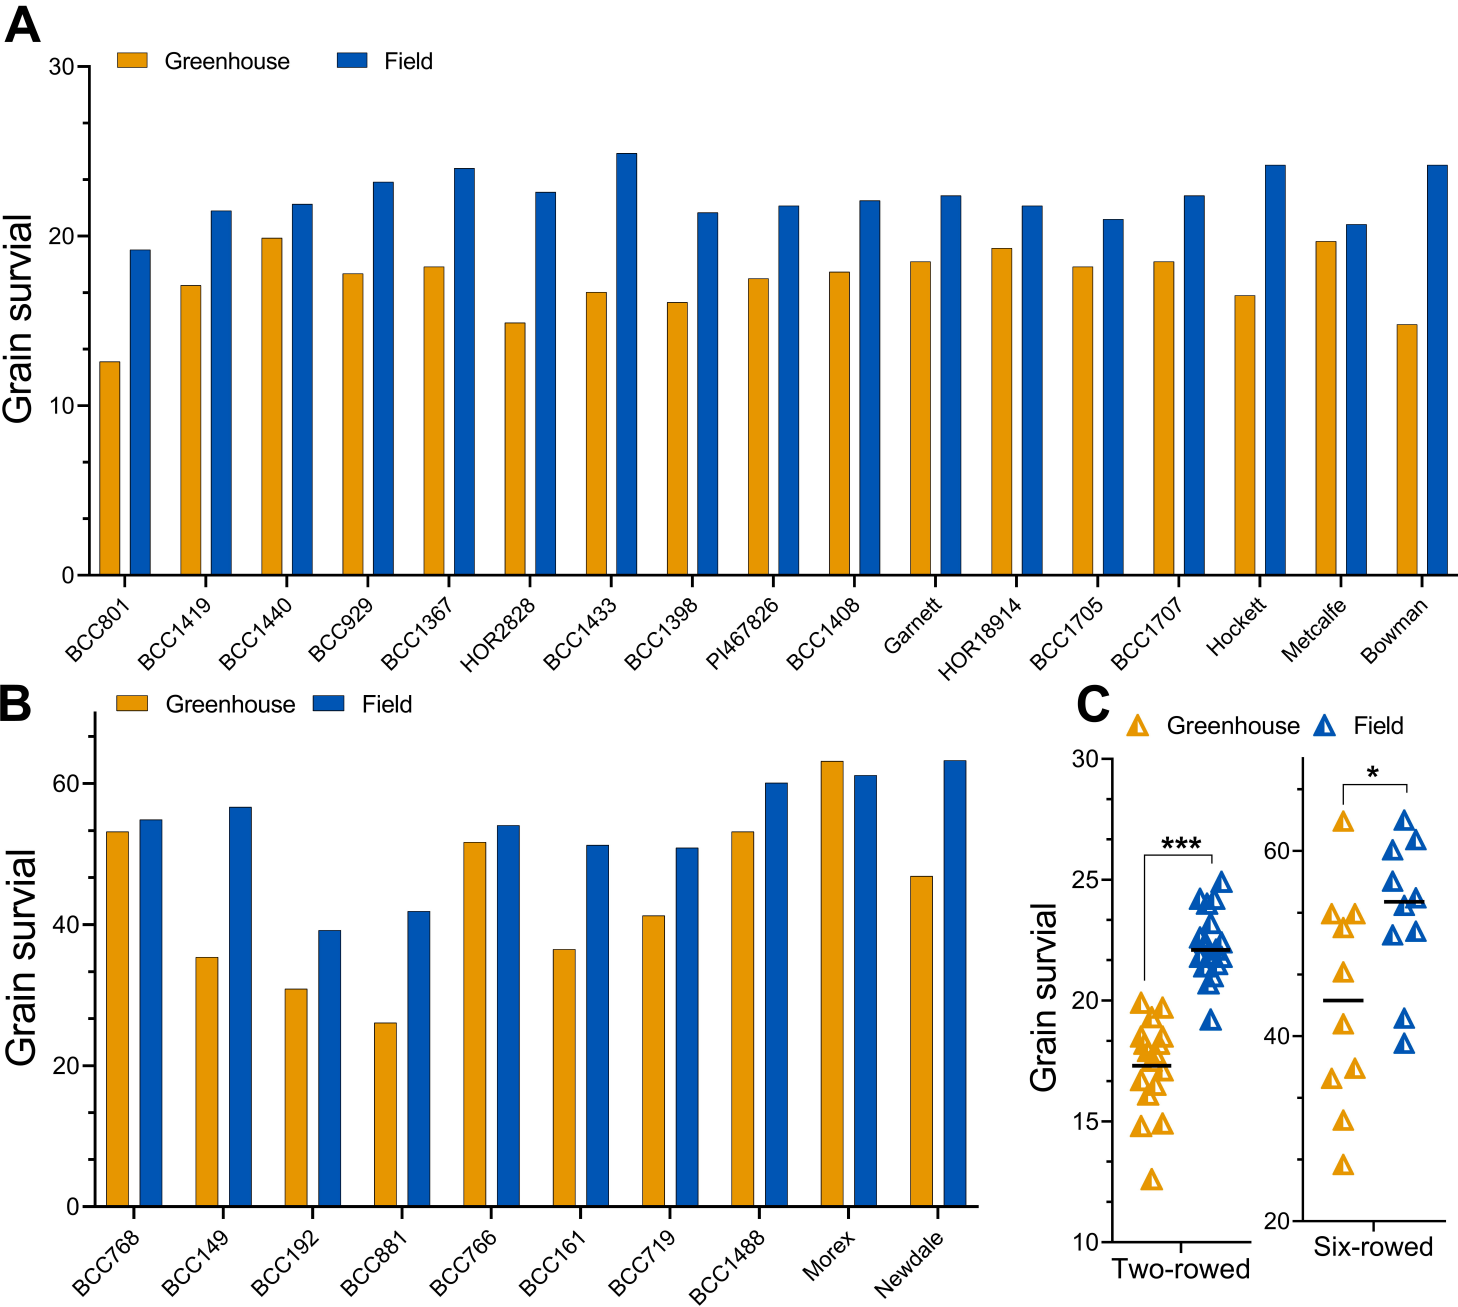 A
Greenhouse Field
Grain survial
30
20
10
0
BCC801 BCC1419 BCC1440 BCC929 BCC1367 HOR2828 BCC1433 BCC1398 PI467826 BCC1408 Garnett HOR18914 BCC1705 BCC1707 Hockett Metcalfe Bowman
B
Greenhouse Field
Grain survial
60
40
20
0
BCC768 BCC149 BCC192 BCC881 BCC766 BCC161 BCC719 BCC1488 Morex Newdale
C
Greenhouse Field
Grain survial
30
25
20
15
10
***
Two-rowed
60
40
20
*
Six-rowed